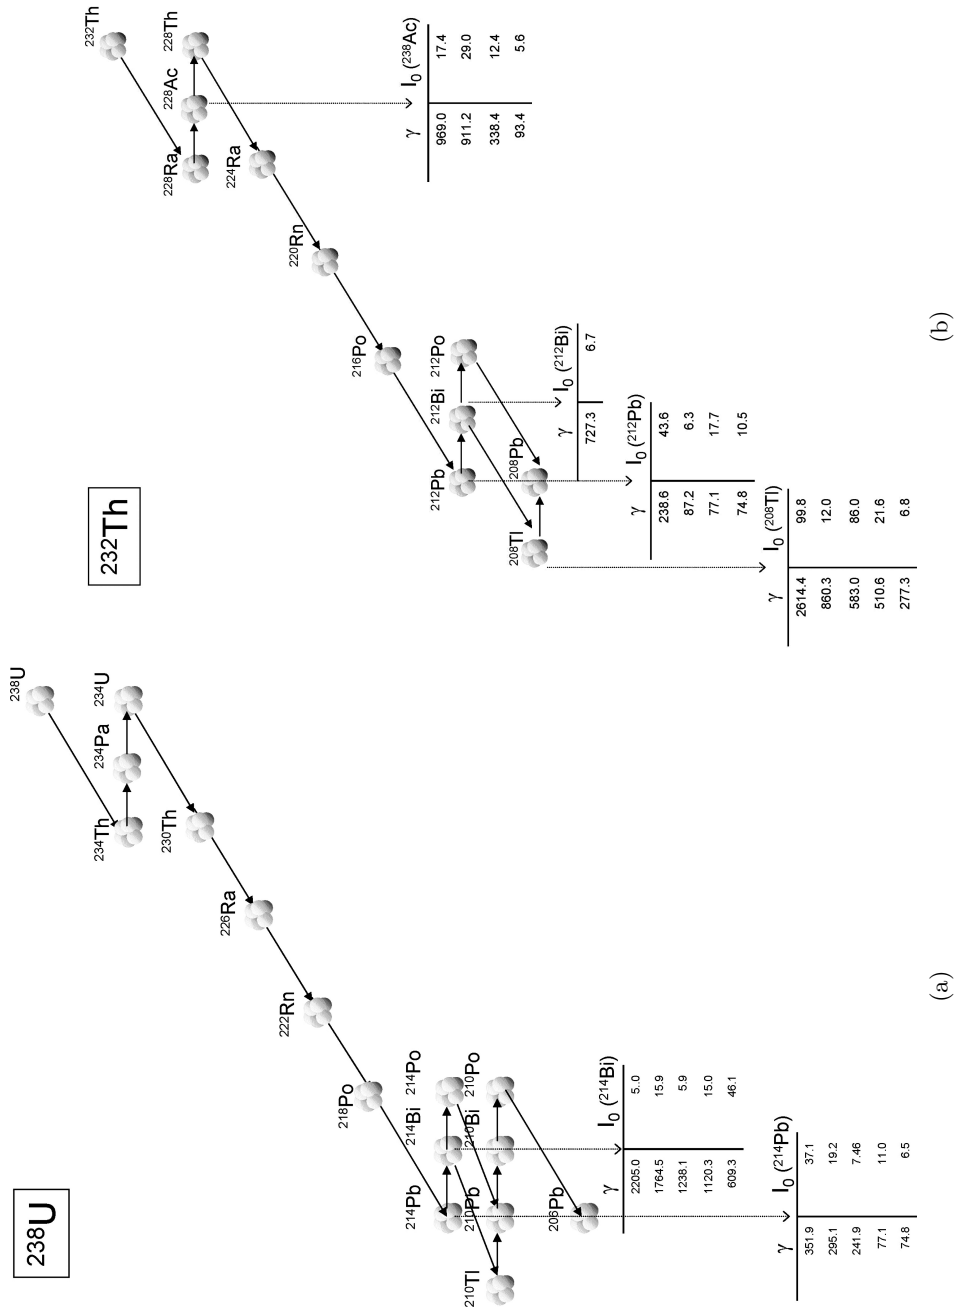 238U
238U
234Th
234Pa
234U
230Th
226Ra
222Rn
218Po
214Pb
214Bi
214Po
210Tl
210Pb
210Bi
210Po
206Pb
γ I0 (214Bi)
2205.0 5.0
1764.5 15.9
1238.1 5.9
1120.3 15.0
609.3 46.1
γ I0 (214Pb)
351.9 37.1
295.1 19.2
241.9 7.46
77.1 11.0
74.8 6.5
(a)
232Th
232Th
228Ra
228Ac
228Th
224Ra
220Rn
216Po
212Pb
212Bi
212Po
208Tl
208Pb
γ I0 (238Ac)
969.0 17.4
911.2 29.0
338.4 12.4
93.4 5.6
γ I0 (212Bi)
727.3 6.7
γ I0 (212Pb)
238.6 43.6
87.2 6.3
77.1 17.7
74.8 10.5
γ I0 (208Tl)
2614.4 99.8
860.3 12.0
583.0 86.0
510.6 21.6
277.3 6.8
(b)